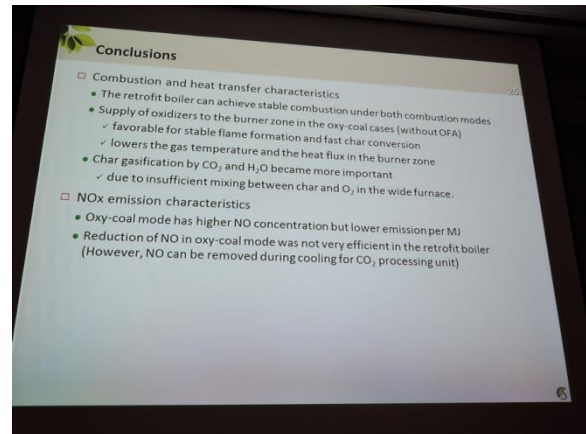 Conclusions
Combustion and heat transfer characteristics
• The retrofit boiler can achieve stable combustion under both combustion modes
• Supply of oxidizers to the burner zone in the oxy-coal cases (without OFA)
✓ favorable for stable flame formation and fast char conversion
✓ lowers the gas temperature and the heat flux in the burner zone
• Char gasification by CO₂ and H₂O became more important
✓ due to insufficient mixing between char and O₂ in the wide furnace.
NOx emission characteristics
• Oxy-coal mode has higher NO concentration but lower emission per MJ
• Reduction of NO in oxy-coal mode was not very efficient in the retrofit boiler
(However, NO can be removed during cooling for CO₂ processing unit)